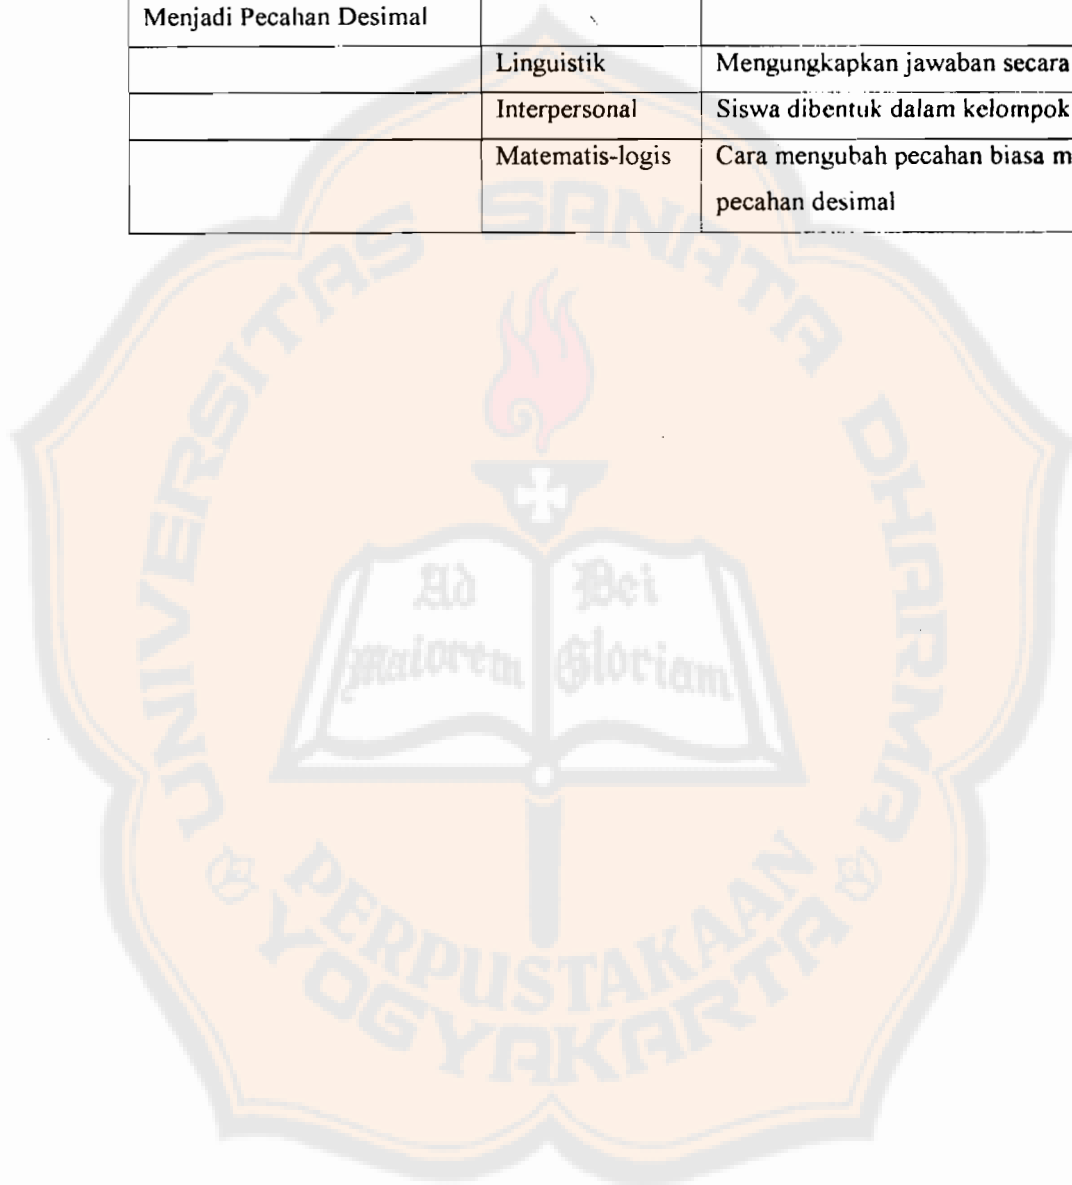 Menjadi Pecahan Desimal
Linguistik Mengungkapkan jawaban secara
Interpersonal Siswa dibentuk dalam kelompok
Matematis-logis Cara mengubah pecahan biasa m
pecahan desimal
UNIVERSITAS SANATA DHARMA
Ad Dei
maiorem Gloriam
PERPUSTAKAAN
YOGYAKARTA